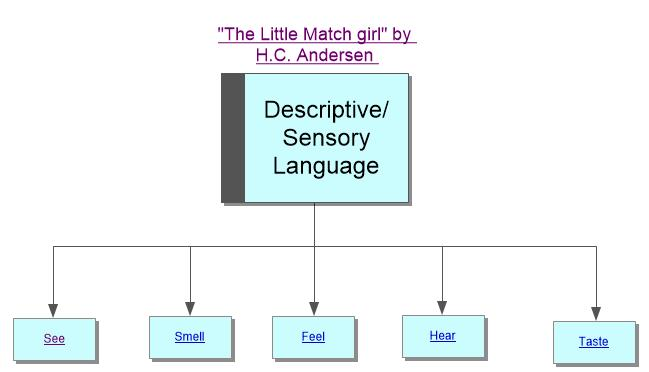 "The Little Match girl" by
H.C. Andersen
Descriptive/
Sensory
Language
See
Smell
Feel
Hear
Taste